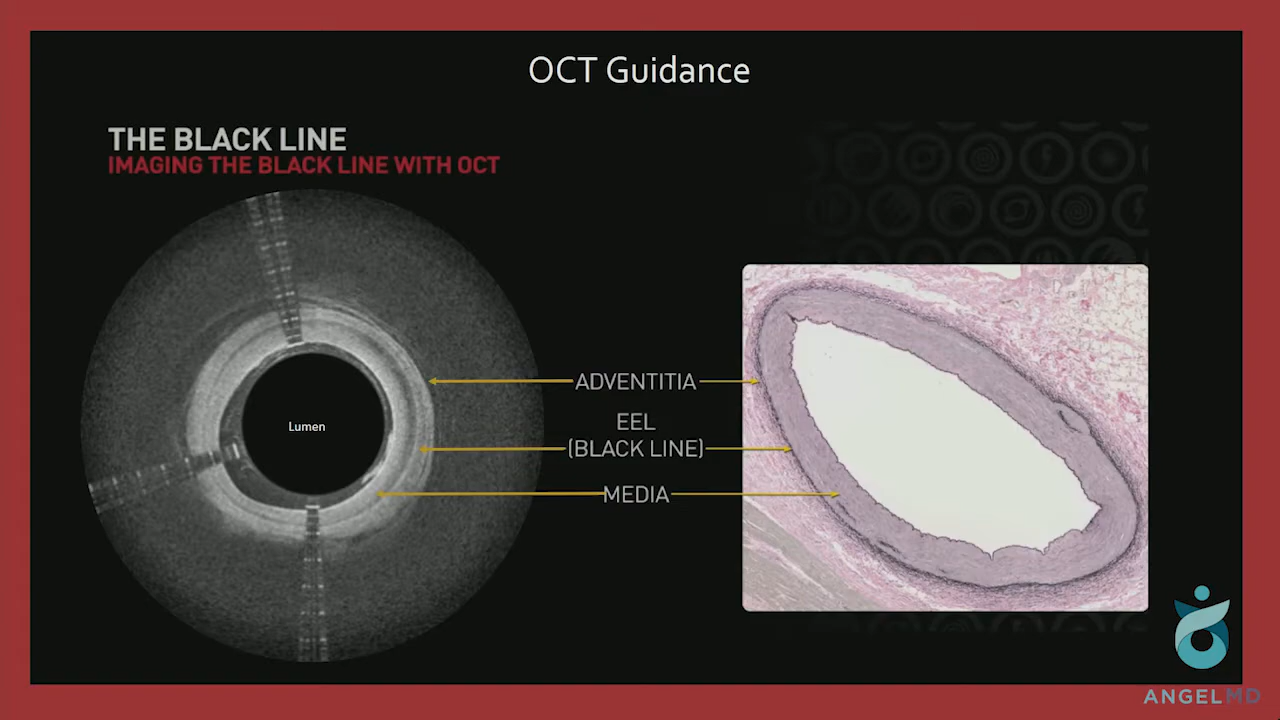 OCT Guidance
THE BLACK LINE
IMAGING THE BLACK LINE WITH OCT
Lumen
ADVENTITIA
EEL
(BLACK LINE)
MEDIA
ANGELMD